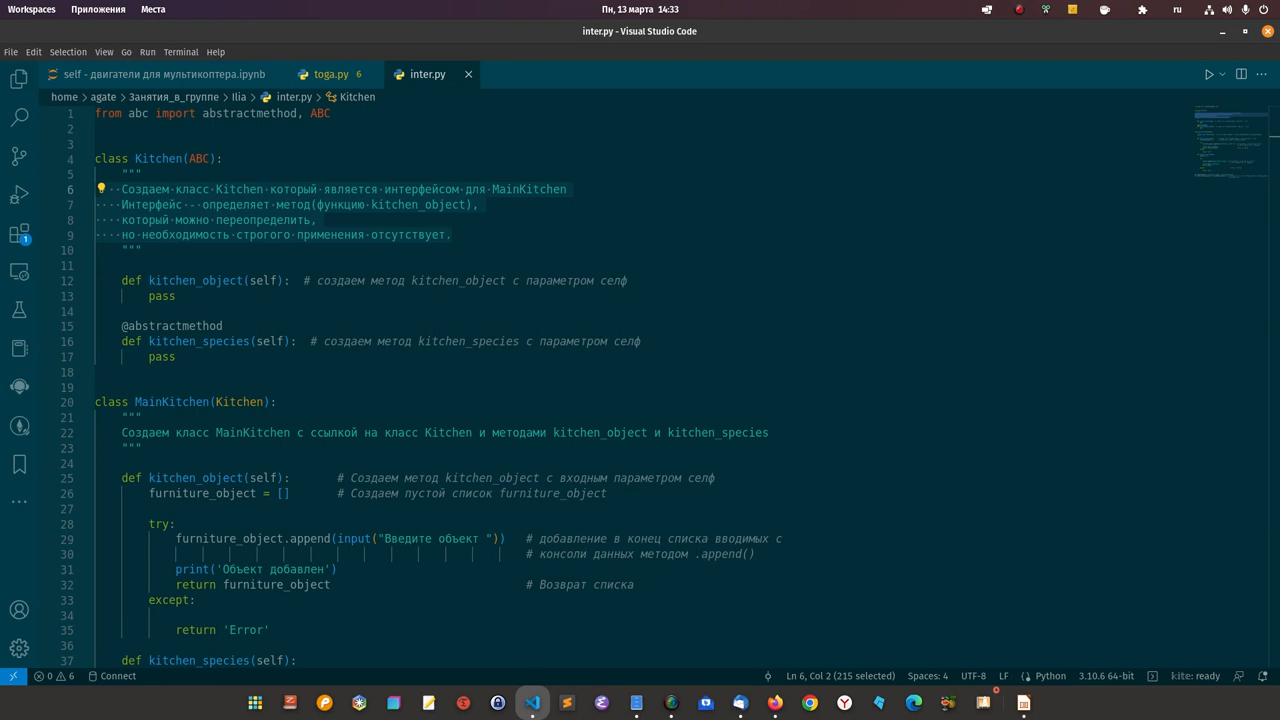 Workspaces Приложения Места Пн, 13 марта 14:33 ru
inter.py - Visual Studio Code
File Edit Selection View Go Run Terminal Help
self - двигатели для мультикоптера.ipynb toga.py 6 inter.py
home > agate > Занятия_в_группе > Ilia > inter.py > Kitchen
1 from abc import abstractmethod, ABC
2
3
4 class Kitchen(ABC):
5 """
6 ····Создаем·класс·Kitchen·который·является·интерфейсом·для·MainKitchen
7 ····Интерфейс·-·определяет·метод(функцию·kitchen_object),
8 ····который·можно·переопределить,
9 ····но·необходимость·строгого·применения·отсутствует.
10 """
11
12 def kitchen_object(self): # создаем метод kitchen_object с параметром селф
13 pass
14
15 @abstractmethod
16 def kitchen_species(self): # создаем метод kitchen_species с параметром селф
17 pass
18
19
20 class MainKitchen(Kitchen):
21 """
22 Создаем класс MainKitchen с ссылкой на класс Kitchen и методами kitchen_object и kitchen_species
23 """
24
25 def kitchen_object(self): # Создаем метод kitchen_object с входным параметром селф
26 furniture_object = [] # Создаем пустой список furniture_object
27
28 try:
29 furniture_object.append(input("Введите объект ")) # добавление в конец списка вводимых с
30 # консоли данных методом .append()
31 print('Объект добавлен')
32 return furniture_object # Возврат списка
33 except:
34
35 return 'Error'
36
37 def kitchen_species(self):
1
0 6 Connect Ln 6, Col 2 (215 selected) Spaces: 4 UTF-8 LF Python 3.10.6 64-bit kite: ready